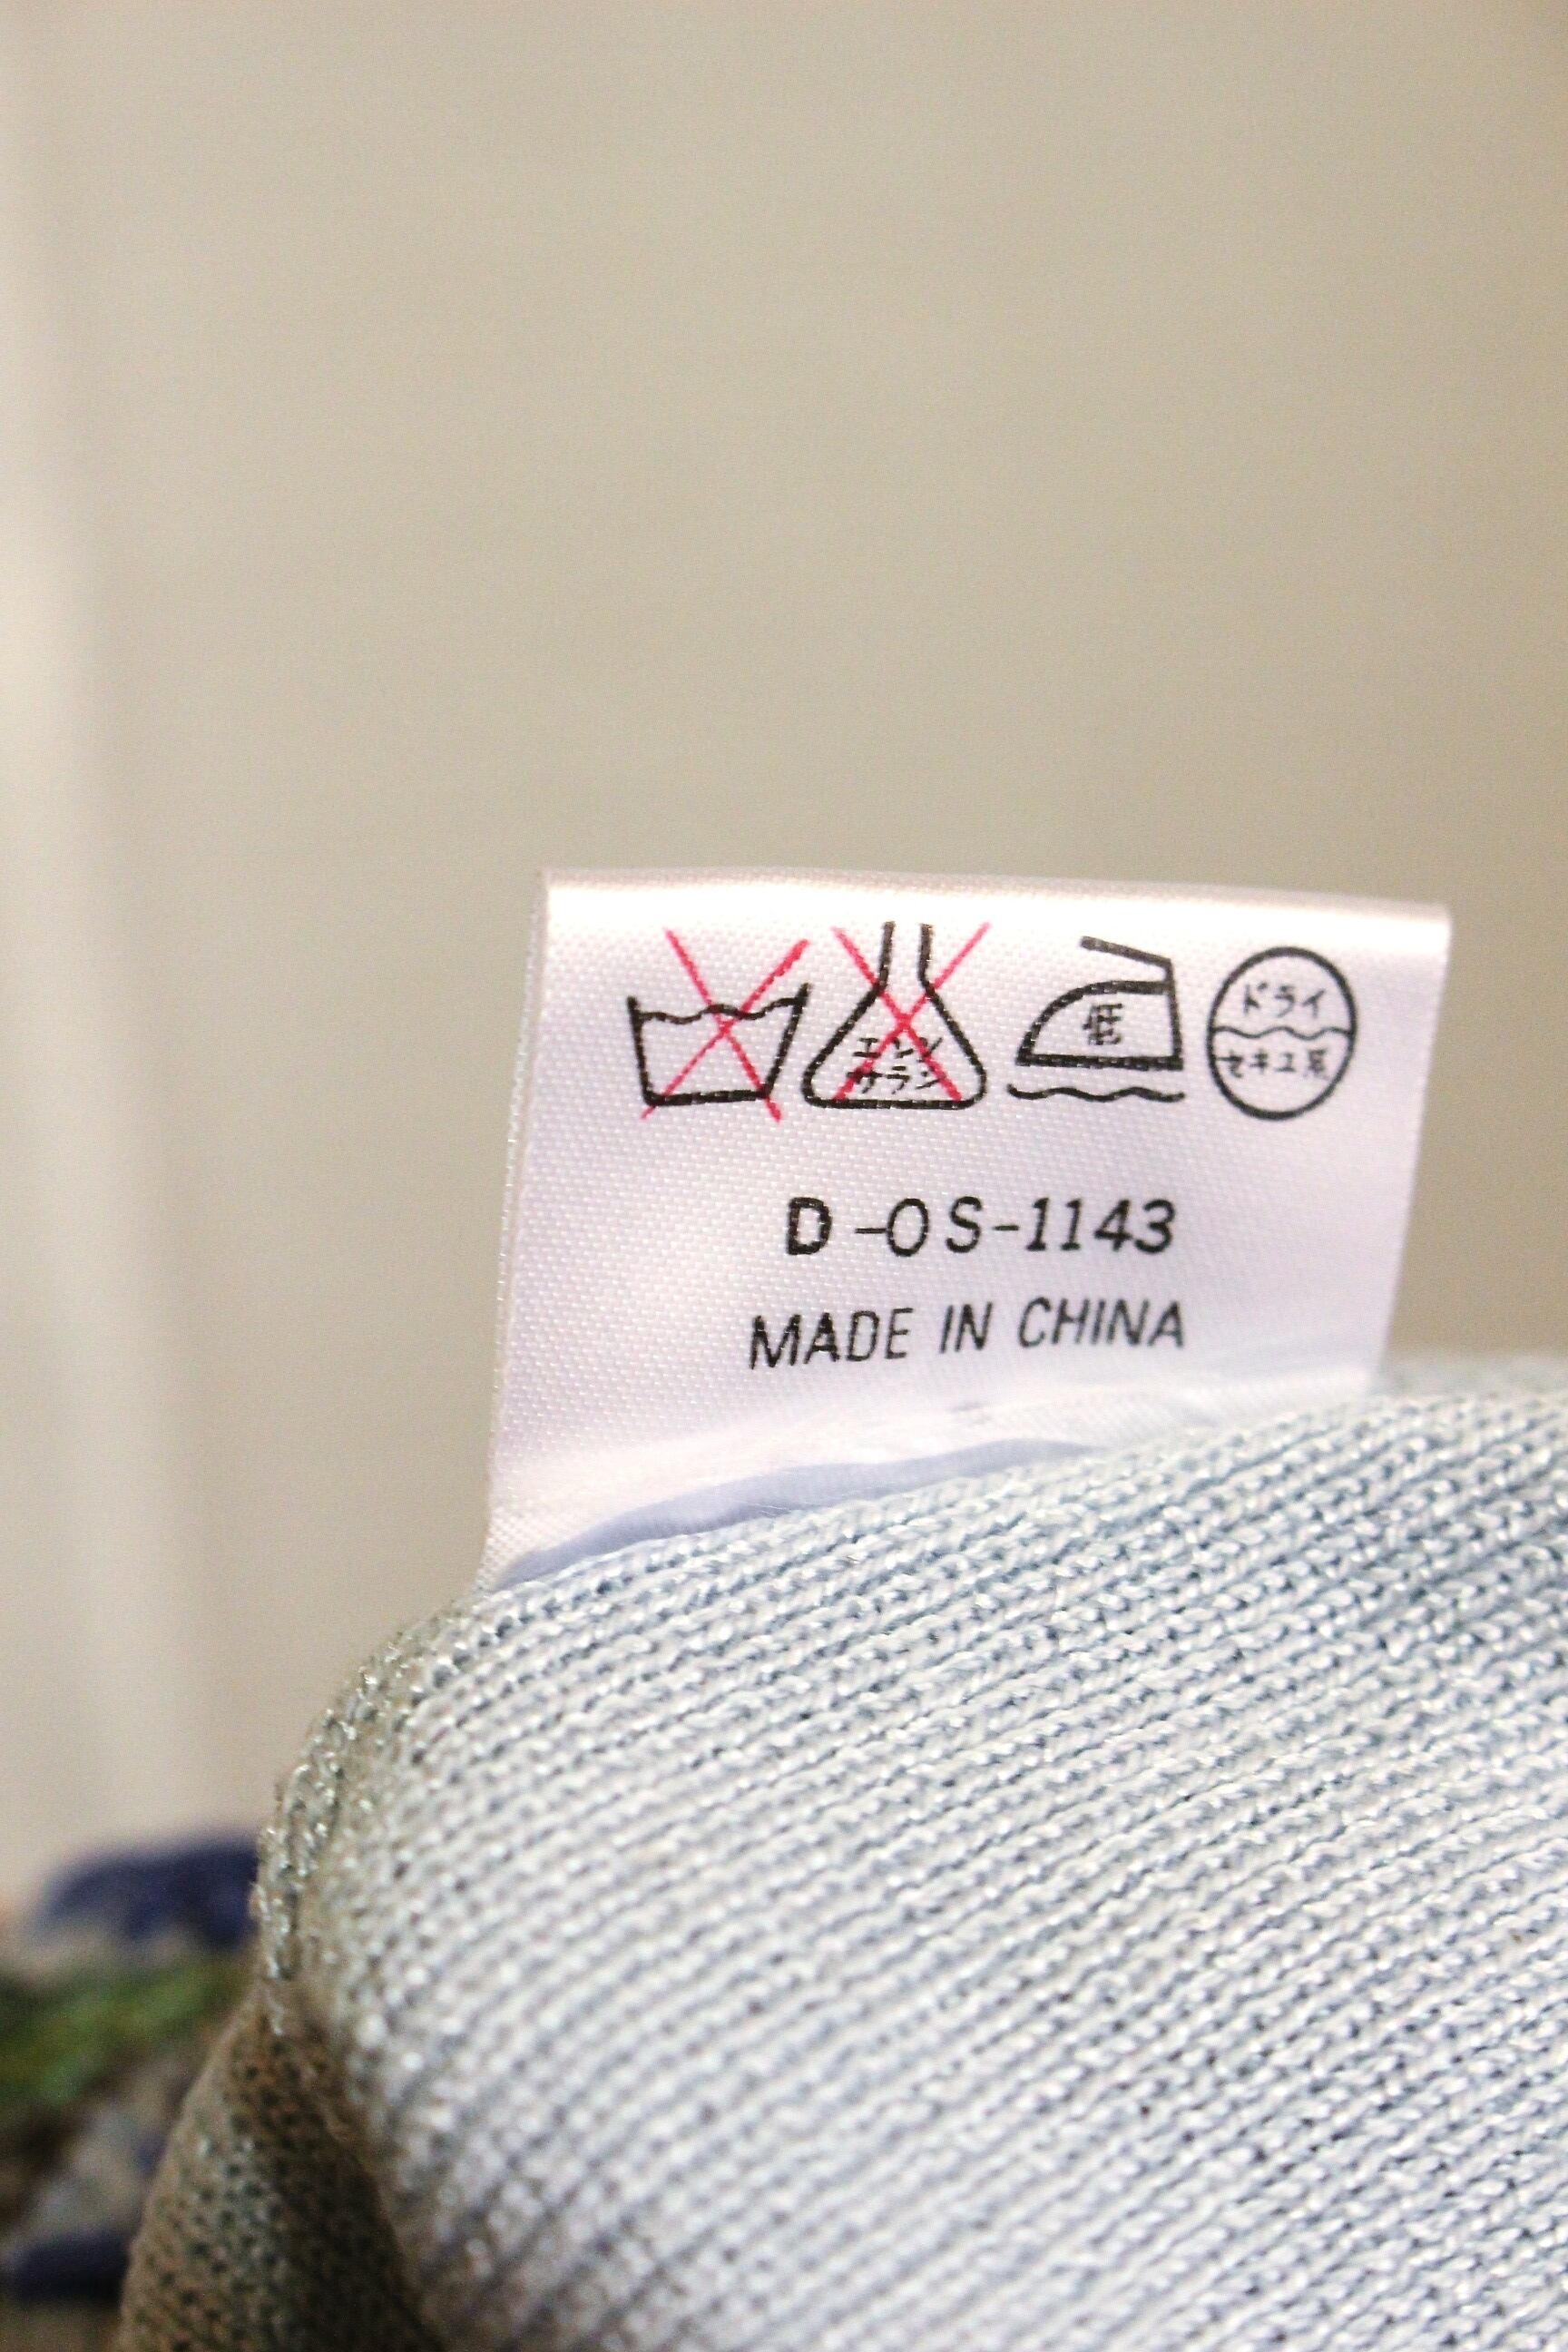 エンソ
サラシ
低
ドライ
セキユ系
D-OS-1143
MADE IN CHINA